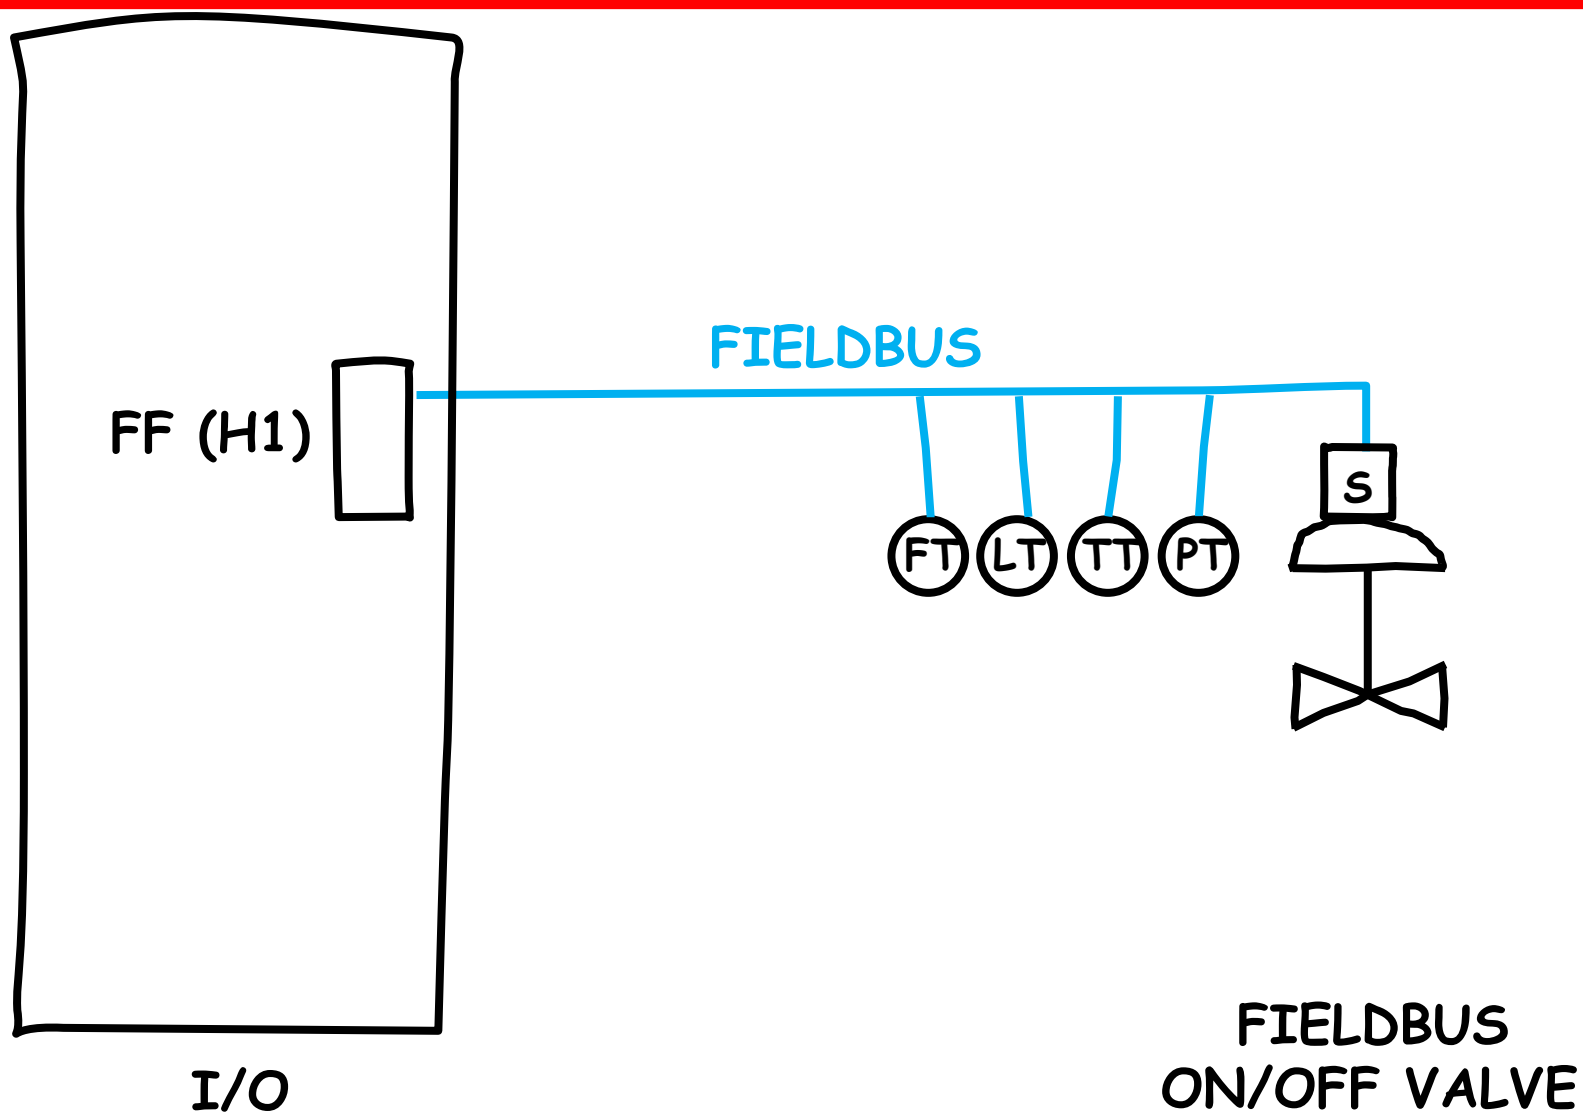 FIELDBUS
FF (H1)
S
FT LT TT PT
FIELDBUS
ON/OFF VALVE
I/O